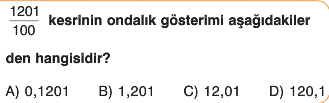 1201
100 kesrinin ondalık gösterimi aşağıdakiler
den hangisidir?
A) 0,1201 B) 1,201 C) 12,01 D) 120,1